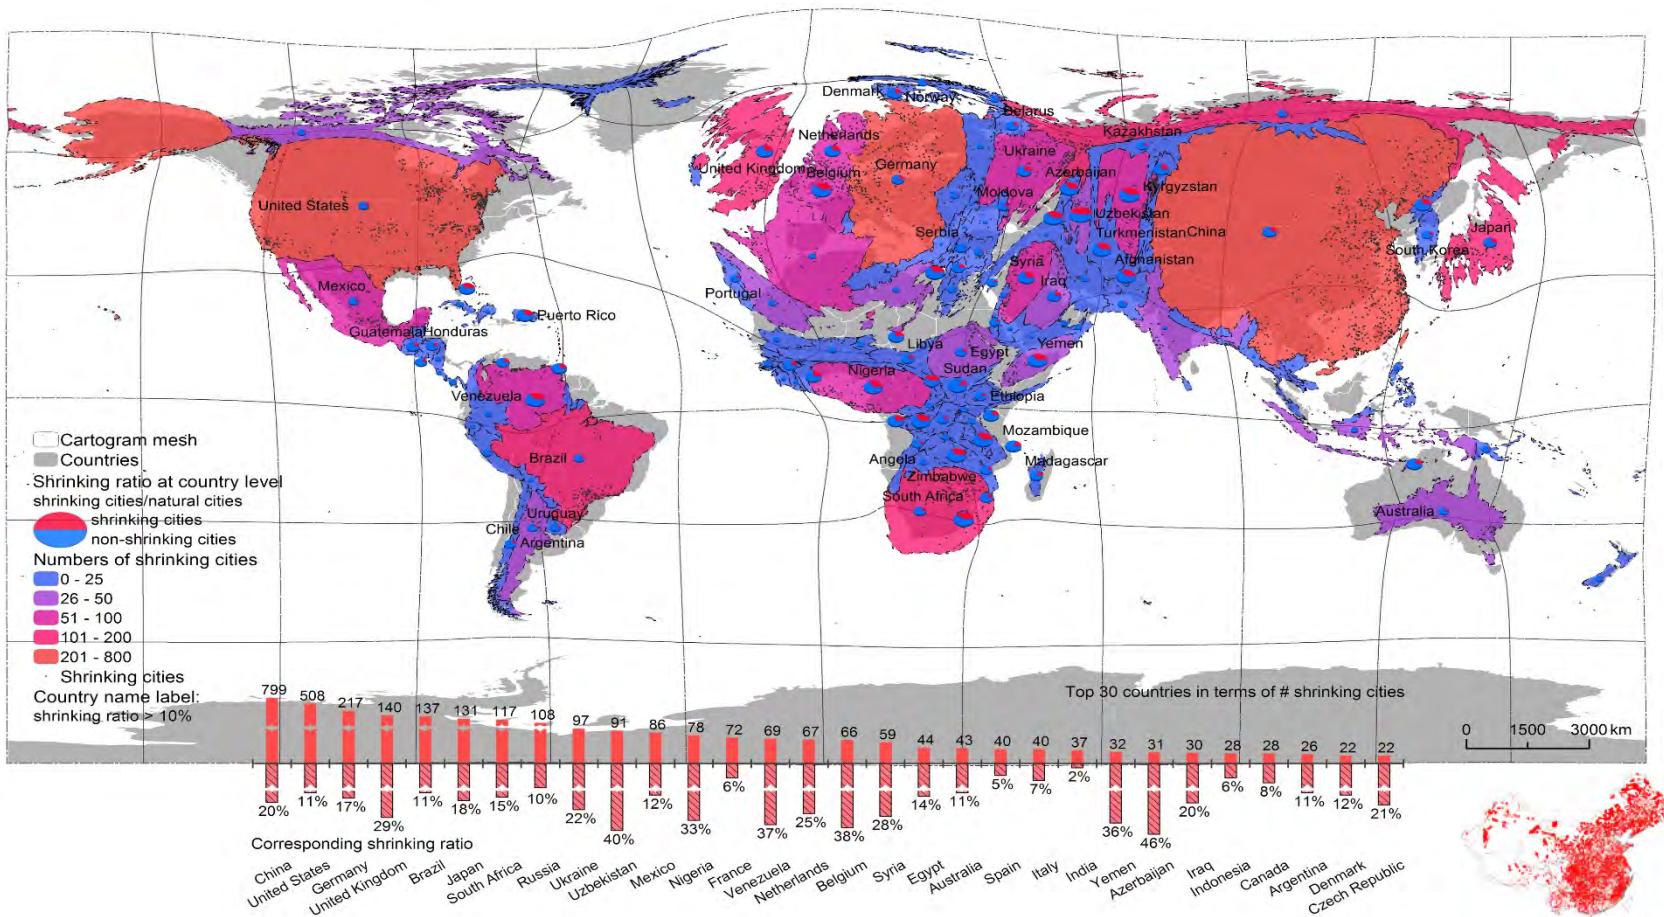 Denmark
Norway
Belarus
Netherlands
Kazakhstan
Ukraine
United Kingdom
Germany
Belgium
Azerbaijan
Kyrgyzstan
Moldova
United States
Uzbekistan
Serbia
Turkmenistan
China
Japan
South Korea
Syria
Afghanistan
Mexico
Portugal
Iraq
Puerto Rico
Guatemala
Honduras
Libya
Egypt
Yemen
Nigeria
Sudan
Venezuela
Ethiopia
Mozambique
Brazil
Angola
Madagascar
Zimbabwe
South Africa
Uruguay
Chile
Argentina
Australia
Cartogram mesh
Countries
Shrinking ratio at country level
shrinking cities/natural cities
shrinking cities
non-shrinking cities
Numbers of shrinking cities
0 - 25
26 - 50
51 - 100
101 - 200
201 - 800
Shrinking cities
Country name label:
shrinking ratio > 10%
Top 30 countries in terms of # shrinking cities
0 1500 3000 km
799 508 217 140 137 131 117 108 97 91 86 78 72 69 67 66 59 44 43 40 40 37 32 31 30 28 28 26 22 22
20% 11% 17% 29% 11% 18% 15% 10% 22% 40% 12% 33% 6% 37% 25% 38% 28% 14% 11% 5% 7% 2% 36% 46% 20% 6% 8% 11% 12% 21%
Corresponding shrinking ratio
China
United States
Germany
United Kingdom
Brazil
Japan
South Africa
Russia
Ukraine
Uzbekistan
Mexico
Nigeria
France
Venezuela
Netherlands
Belgium
Syria
Egypt
Australia
Spain
Italy
India
Yemen
Azerbaijan
Iraq
Indonesia
Canada
Argentina
Denmark
Czech Republic